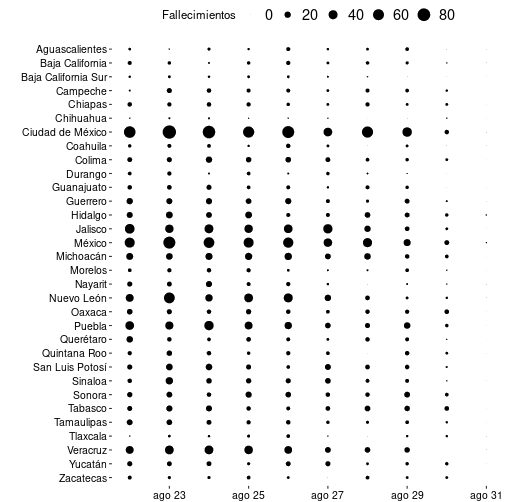 Fallecimientos 0 20 40 60 80
Aguascalientes
Baja California
Baja California Sur
Campeche
Chiapas
Chihuahua
Ciudad de México
Coahuila
Colima
Durango
Guanajuato
Guerrero
Hidalgo
Jalisco
México
Michoacán
Morelos
Nayarit
Nuevo León
Oaxaca
Puebla
Querétaro
Quintana Roo
San Luis Potosí
Sinaloa
Sonora
Tabasco
Tamaulipas
Tlaxcala
Veracruz
Yucatán
Zacatecas
ago 23 ago 25 ago 27 ago 29 ago 31